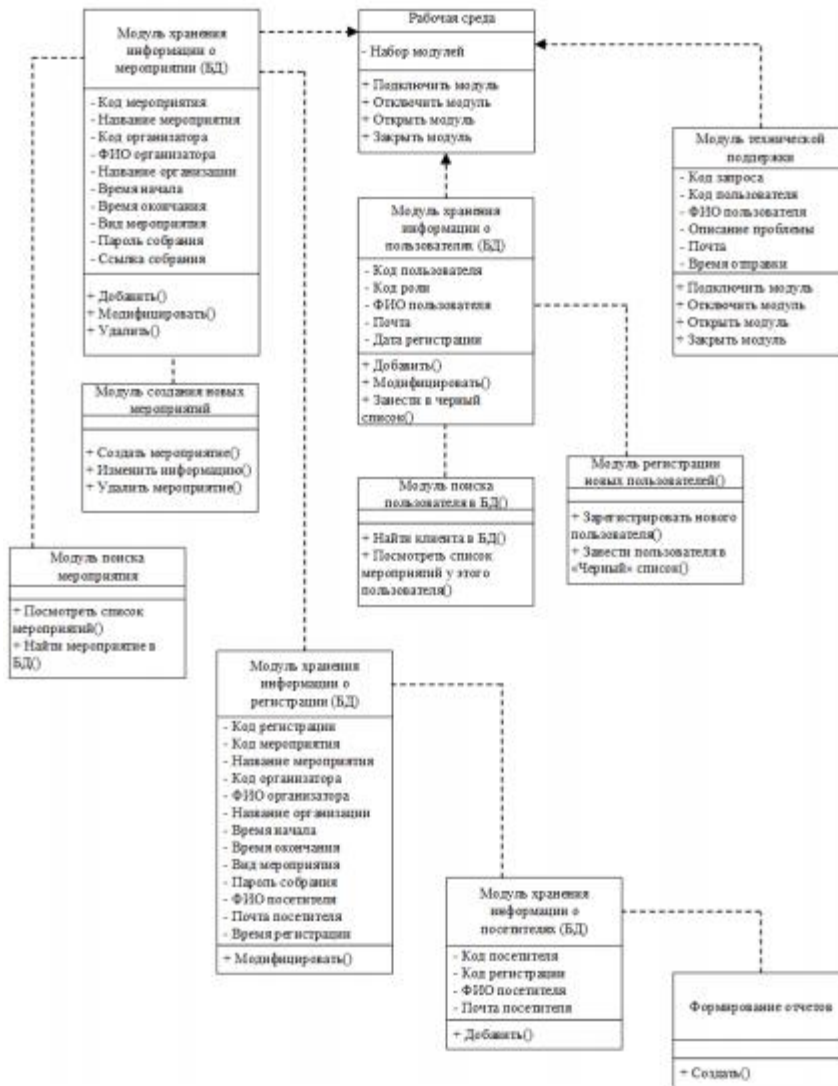 Модуль хранения
информации о
мероприятии (БД)
- Код мероприятия
- Название мероприятия
- Код организатора
- ФИО организатора
- Название организации
- Время начала
- Время окончания
- Вид мероприятия
- Пароль собрания
- Ссылка собрания
+ Добавить()
+ Модифицировать()
+ Удалить()
Рабочая среда
- Набор модулей
+ Подключить модуль
+ Отключить модуль
+ Открыть модуль
+ Закрыть модуль
Модуль технической
поддержки
- Код запроса
- Код пользователя
- ФИО пользователя
- Описание проблемы
- Почта
- Время отправки
+ Подключить модуль
+ Отключить модуль
+ Открыть модуль
+ Закрыть модуль
Модуль хранения
информации о
пользователях (БД)
- Код пользователя
- Код роли
- ФИО пользователя
- Почта
- Дата регистрации
+ Добавить()
+ Модифицировать()
+ Занести в черный
список()
Модуль создания новых
мероприятий
+ Создать мероприятие()
+ Изменить информацию()
+ Удалить мероприятие()
Модуль поиска
пользователя в БД()
+ Найти клиента в БД()
+ Посмотреть список
мероприятий у этого
пользователя()
Модуль регистрации
новых пользователей()
+ Зарегистрировать нового
пользователя()
+ Занести пользователя в
«Черный» список()
Модуль поиска
мероприятия
+ Посмотреть список
мероприятий()
+ Найти мероприятие в
БД()
Модуль хранения
информации о
регистрации (БД)
- Код регистрации
- Код мероприятия
- Название мероприятия
- Код организатора
- ФИО организатора
- Название организации
- Время начала
- Время окончания
- Вид мероприятия
- Пароль собрания
- ФИО посетителя
- Почта посетителя
- Время регистрации
+ Модифицировать()
Модуль хранения
информации о
посетителях (БД)
- Код посетителя
- Код регистрации
- ФИО посетителя
- Почта посетителя
+ Добавить()
Формирование отчетов
+ Создать()